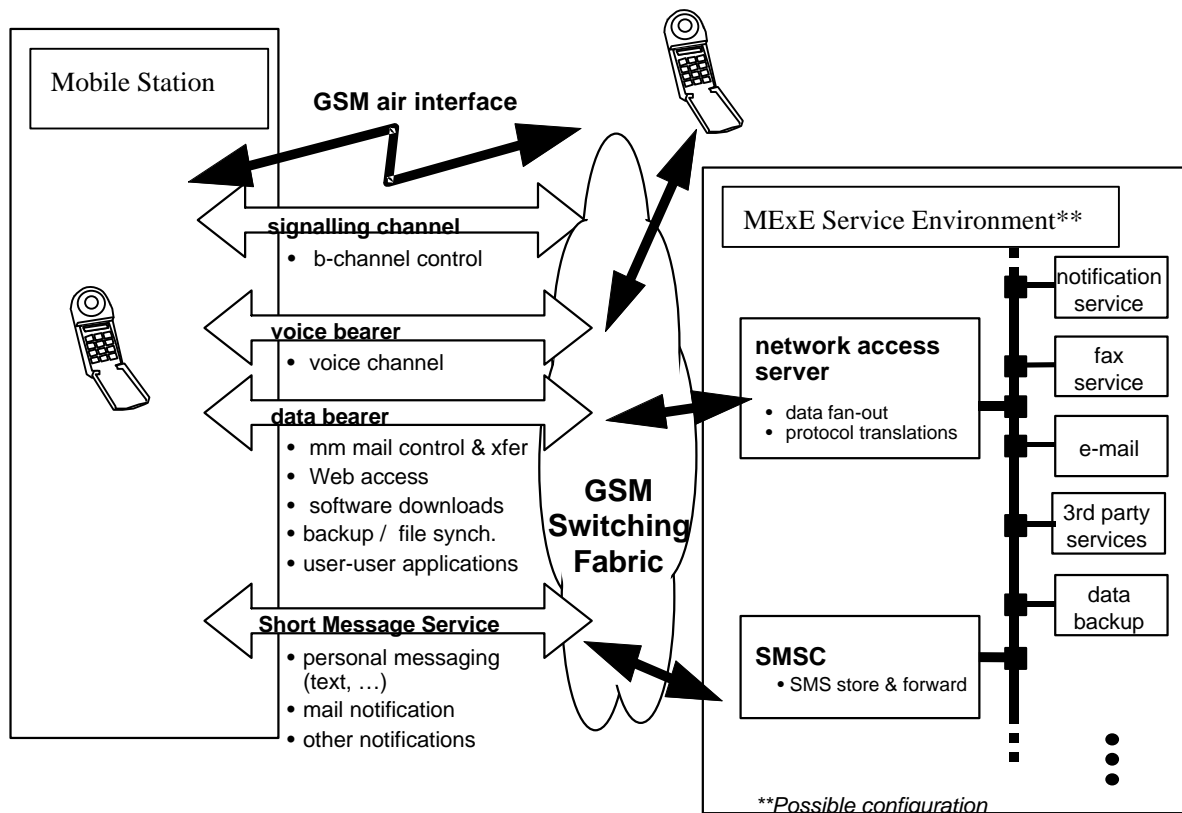 Mobile Station
GSM air interface
signalling channel
• b-channel control
voice bearer
• voice channel
data bearer
• mm mail control & xfer
• Web access
• software downloads
• backup / file synch.
• user-user applications
Short Message Service
• personal messaging
(text, …)
• mail notification
• other notifications
GSM
Switching
Fabric
MExE Service Environment**
network access
server
• data fan-out
• protocol translations
SMSC
• SMS store & forward
notification
service
fax
service
e-mail
3rd party
services
data
backup
**Possible configuration